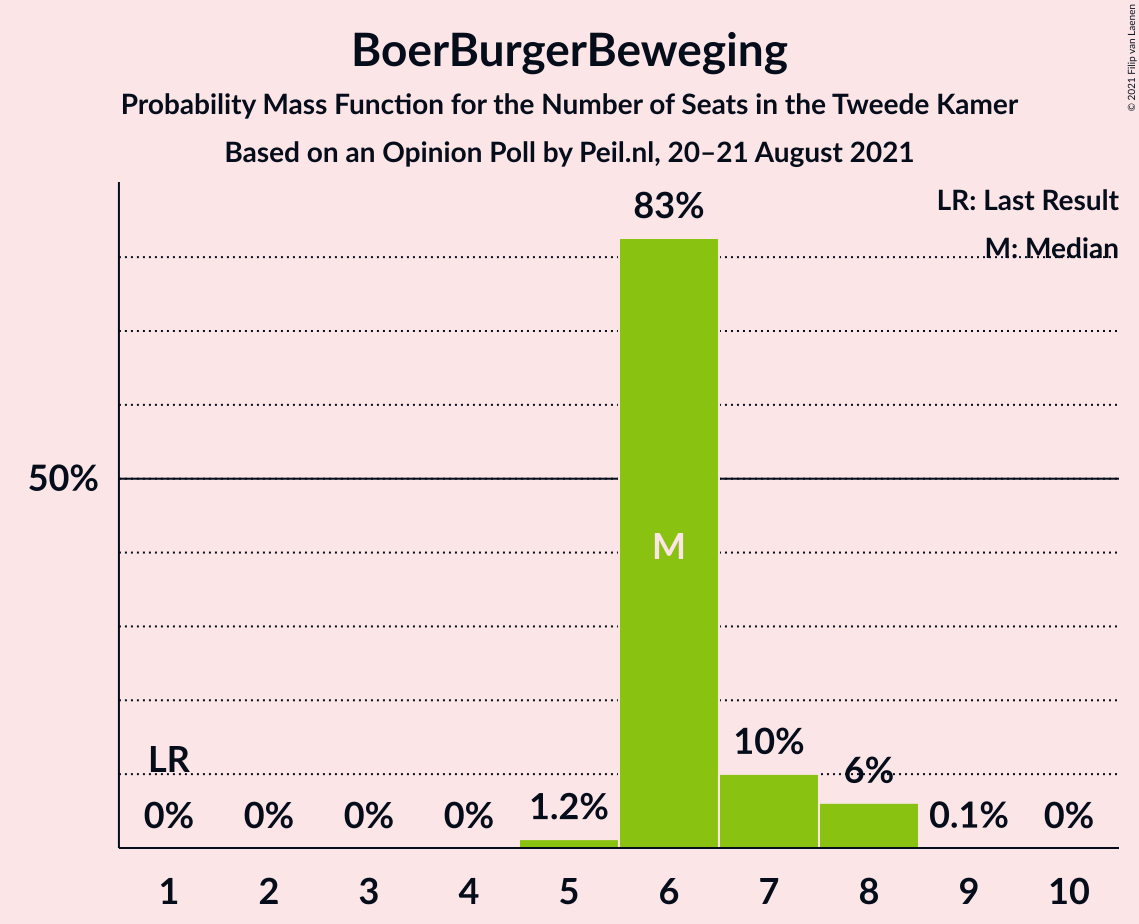 BoerBurgerBeweging
Probability Mass Function for the Number of Seats in the Tweede Kamer
Based on an Opinion Poll by Peil.nl, 20–21 August 2021
© 2021 Filip van Laenen
LR: Last Result
M: Median
83%
50%
M
LR
10%
6%
0% 0% 0% 0% 1.2% 0.1% 0%
1 2 3 4 5 6 7 8 9 10